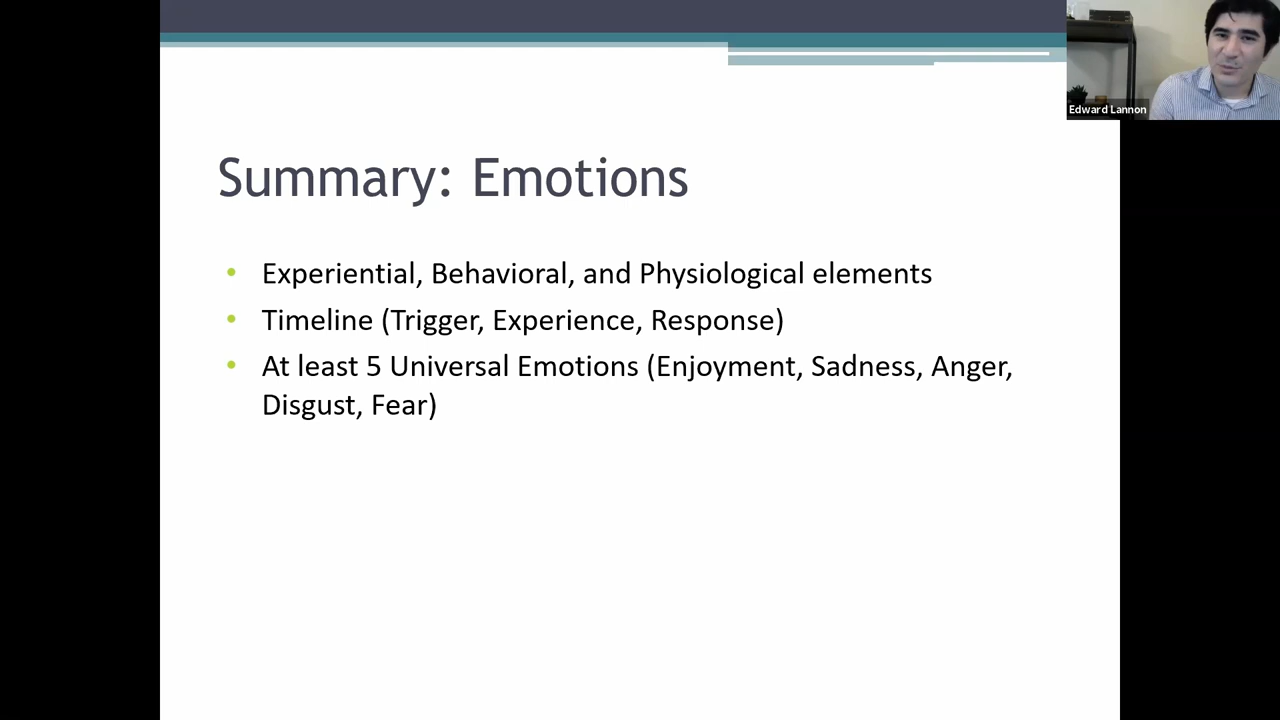 Edward Lannon
Summary: Emotions
• Experiential, Behavioral, and Physiological elements
• Timeline (Trigger, Experience, Response)
• At least 5 Universal Emotions (Enjoyment, Sadness, Anger,
Disgust, Fear)